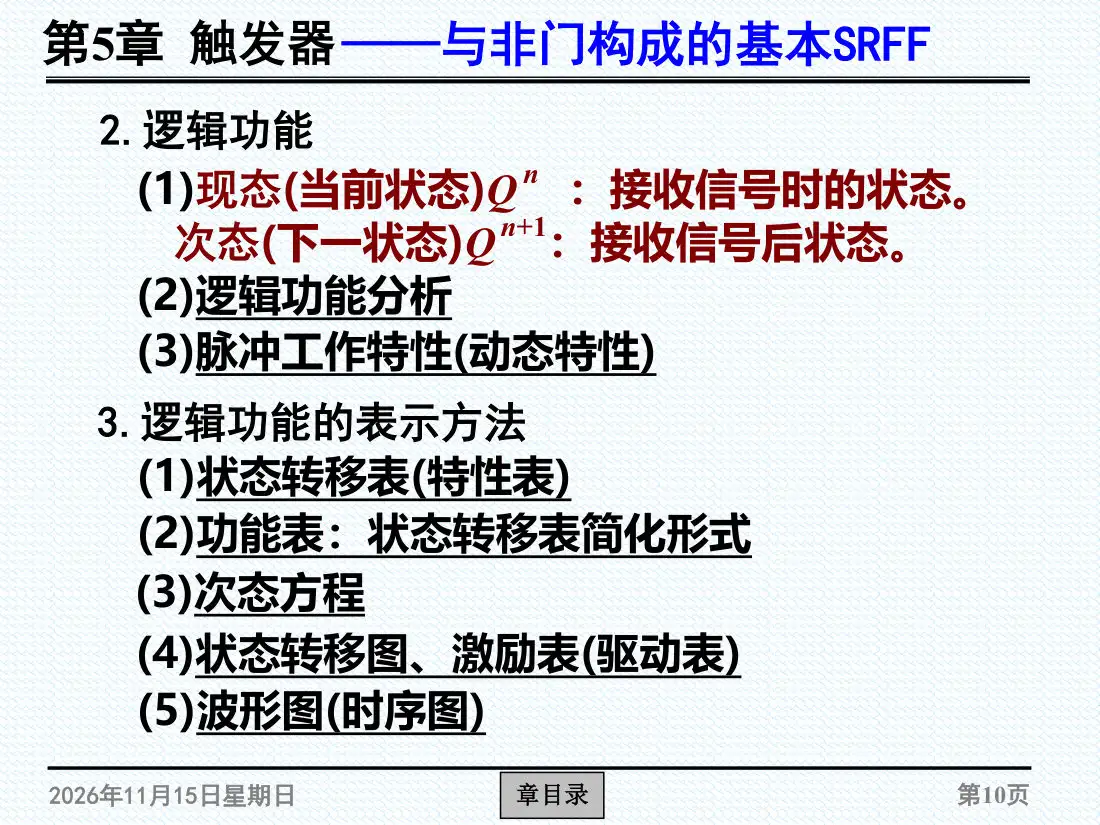 第5章 触发器——与非门构成的基本SRFF
2.逻辑功能
(1)现态(当前状态)Qⁿ ：接收信号时的状态。
次态(下一状态)Qⁿ⁺¹：接收信号后状态。
(2)逻辑功能分析
(3)脉冲工作特性(动态特性)
3.逻辑功能的表示方法
(1)状态转移表(特性表)
(2)功能表：状态转移表简化形式
(3)次态方程
(4)状态转移图、激励表(驱动表)
(5)波形图(时序图)
2026年11月15日星期日 章目录 第10页